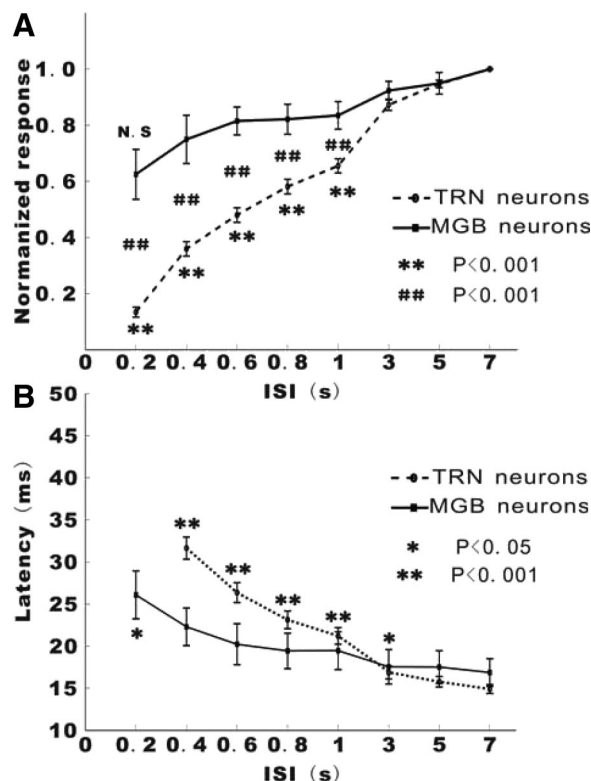 A
Normanized response
1.0
0.8
0.6
0.4
0.2
N.S
## ## ## ## ##
** ** ** ** **
TRN neurons
MGB neurons
** P<0.001
## P<0.001
0 0.2 0.4 0.6 0.8 1 3 5 7
ISI (s)
B
Latency (ms)
50
45
40
35
30
25
20
15
10
TRN neurons
MGB neurons
* P<0.05
** P<0.001
** ** ** ** *
*
0 0.2 0.4 0.6 0.8 1 3 5 7
ISI (s)